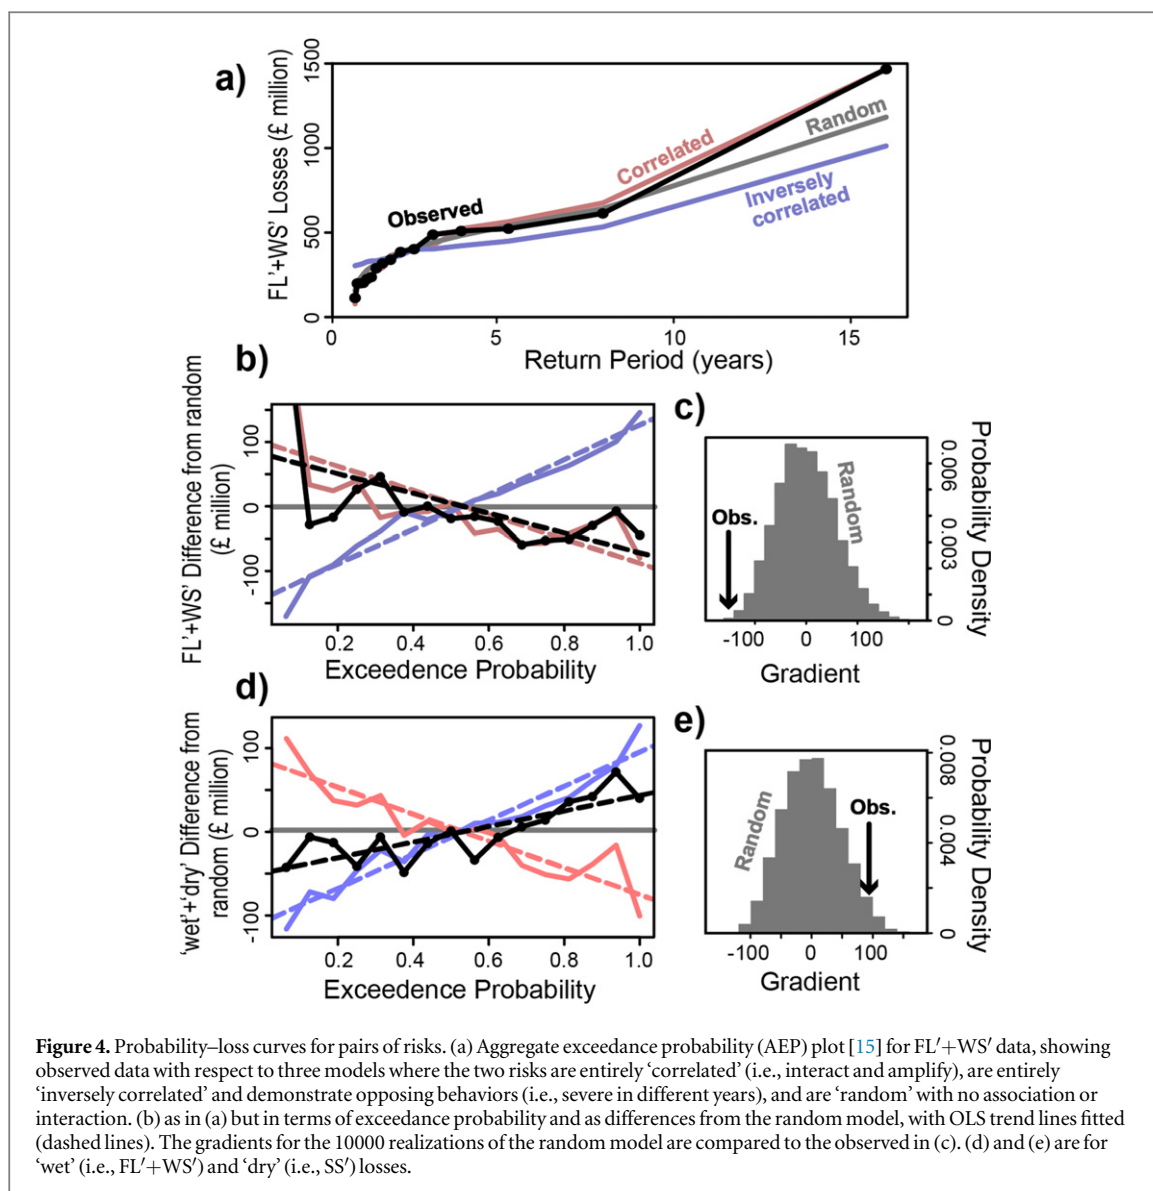 a)
FL'+WS' Losses (£ million)
1500
1000
500
0
Correlated
Random
Observed
Inversely
correlated
0
5
10
15
Return Period (years)
b)
FL'+WS' Difference from random
(£ million)
100
0
-100
0.2
0.4
0.6
0.8
1.0
Exceedence Probability
c)
Obs.
Random
0.006
0.003
0
Probability Density
-100
0
100
Gradient
d)
'wet'+'dry' Difference from
random (£ million)
100
0
-100
0.2
0.4
0.6
0.8
1.0
Exceedence Probability
e)
Random
Obs.
0.008
0.004
0
Probability Density
-100
0
100
Gradient
Figure 4. Probability–loss curves for pairs of risks. (a) Aggregate exceedance probability (AEP) plot [15] for FL′+WS′ data, showing
observed data with respect to three models where the two risks are entirely ‘correlated’ (i.e., interact and amplify), are entirely
‘inversely correlated’ and demonstrate opposing behaviors (i.e., severe in different years), and are ‘random’ with no association or
interaction. (b) as in (a) but in terms of exceedance probability and as differences from the random model, with OLS trend lines fitted
(dashed lines). The gradients for the 10000 realizations of the random model are compared to the observed in (c). (d) and (e) are for
‘wet’ (i.e., FL′+WS′) and ‘dry’ (i.e., SS′) losses.